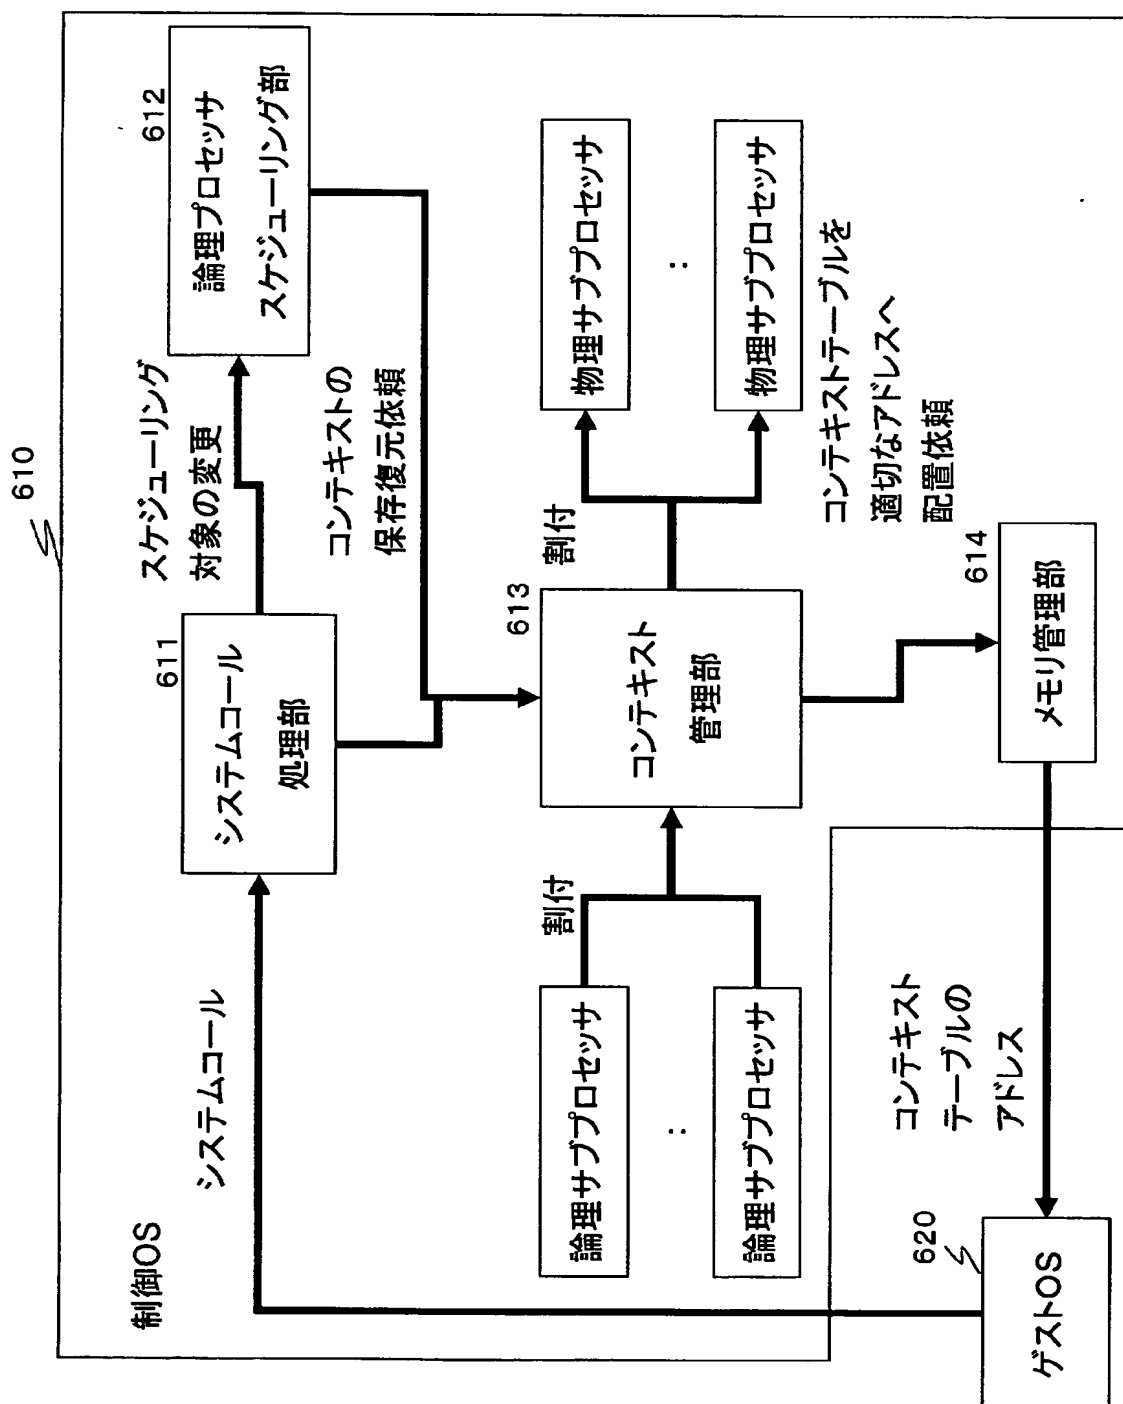 610
制御OS
システムコール
611
システムコール
処理部
スケジューリング
対象の変更
612
論理プロセッサ
スケジューリング部
コンテキストの
保存復元依頼
論理サブプロセッサ
:
論理サブプロセッサ
割付
613
コンテキスト
管理部
割付
物理サブプロセッサ
:
物理サブプロセッサ
コンテキストテーブルを
適切なアドレスへ
配置依頼
614
メモリ管理部
コンテキスト
テーブルの
アドレス
620
ゲストOS